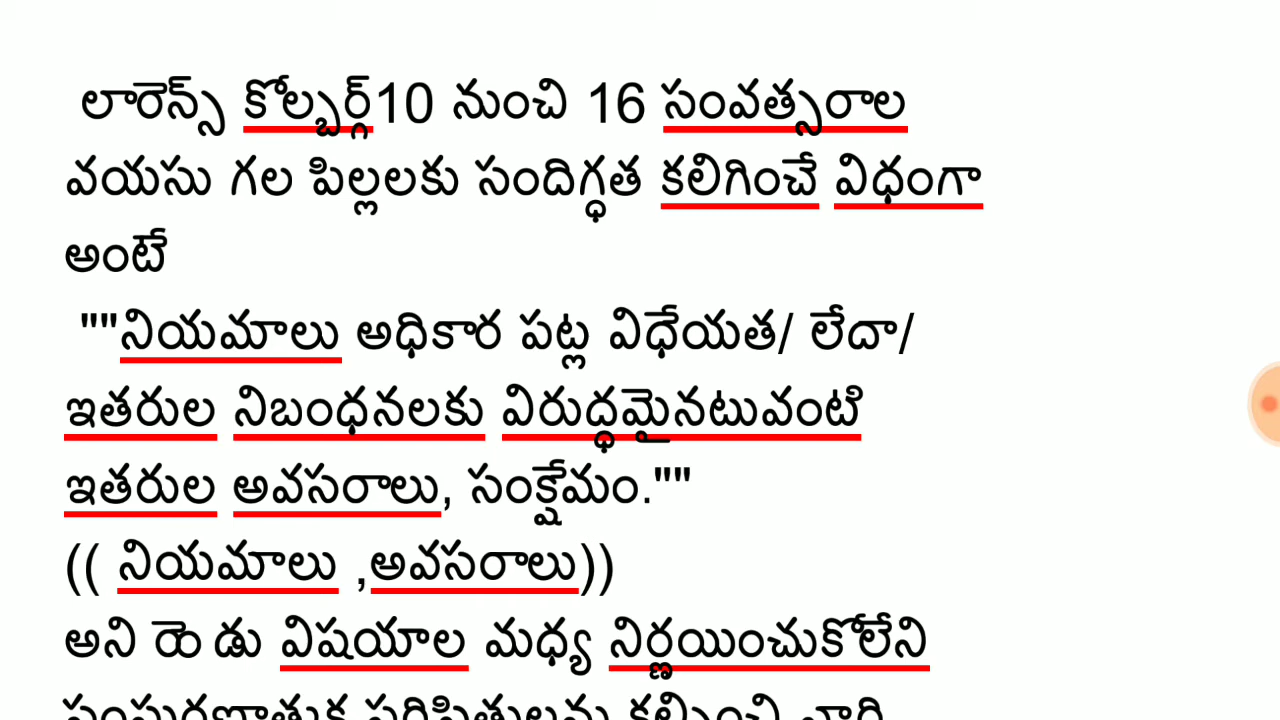 లారెన్స్ కోల్బర్గ్10 నుంచి 16 సంవత్సరాల
వయసు గల పిల్లలకు సందిగ్ధత కలిగించే విధంగా
అంటే
""నియమాలు అధికార పట్ల విధేయత/ లేదా/
ఇతరుల నిబంధనలకు విరుద్ధమైనటువంటి
ఇతరుల అవసరాలు, సంక్షేమం.""
(( నియమాలు ,అవసరాలు))
అని రెండు విషయాల మధ్య నిర్ణయించుకోలేని